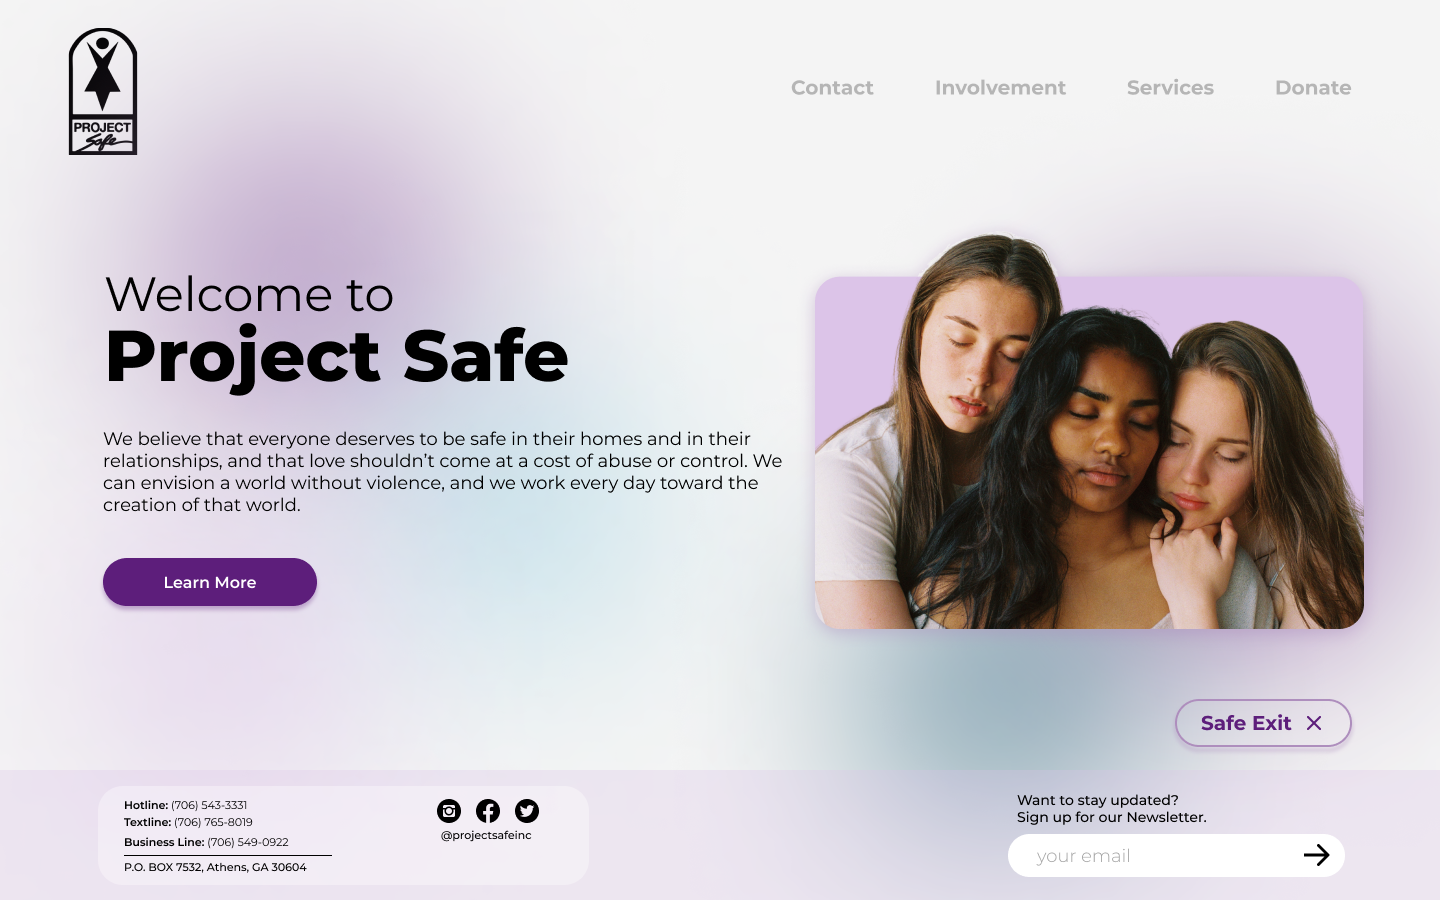 PROJECT
Safe
Contact
Involvement
Services
Donate
Welcome to
Project Safe
We believe that everyone deserves to be safe in their homes and in their
relationships, and that love shouldn’t come at a cost of abuse or control. We
can envision a world without violence, and we work every day toward the
creation of that world.
Learn More
Safe Exit
Hotline: (706) 543-3331
Textline: (706) 765-8019
Business Line: (706) 549-0922
P.O. BOX 7532, Athens, GA 30604
@projectsafeinc
Want to stay updated?
Sign up for our Newsletter.
your email